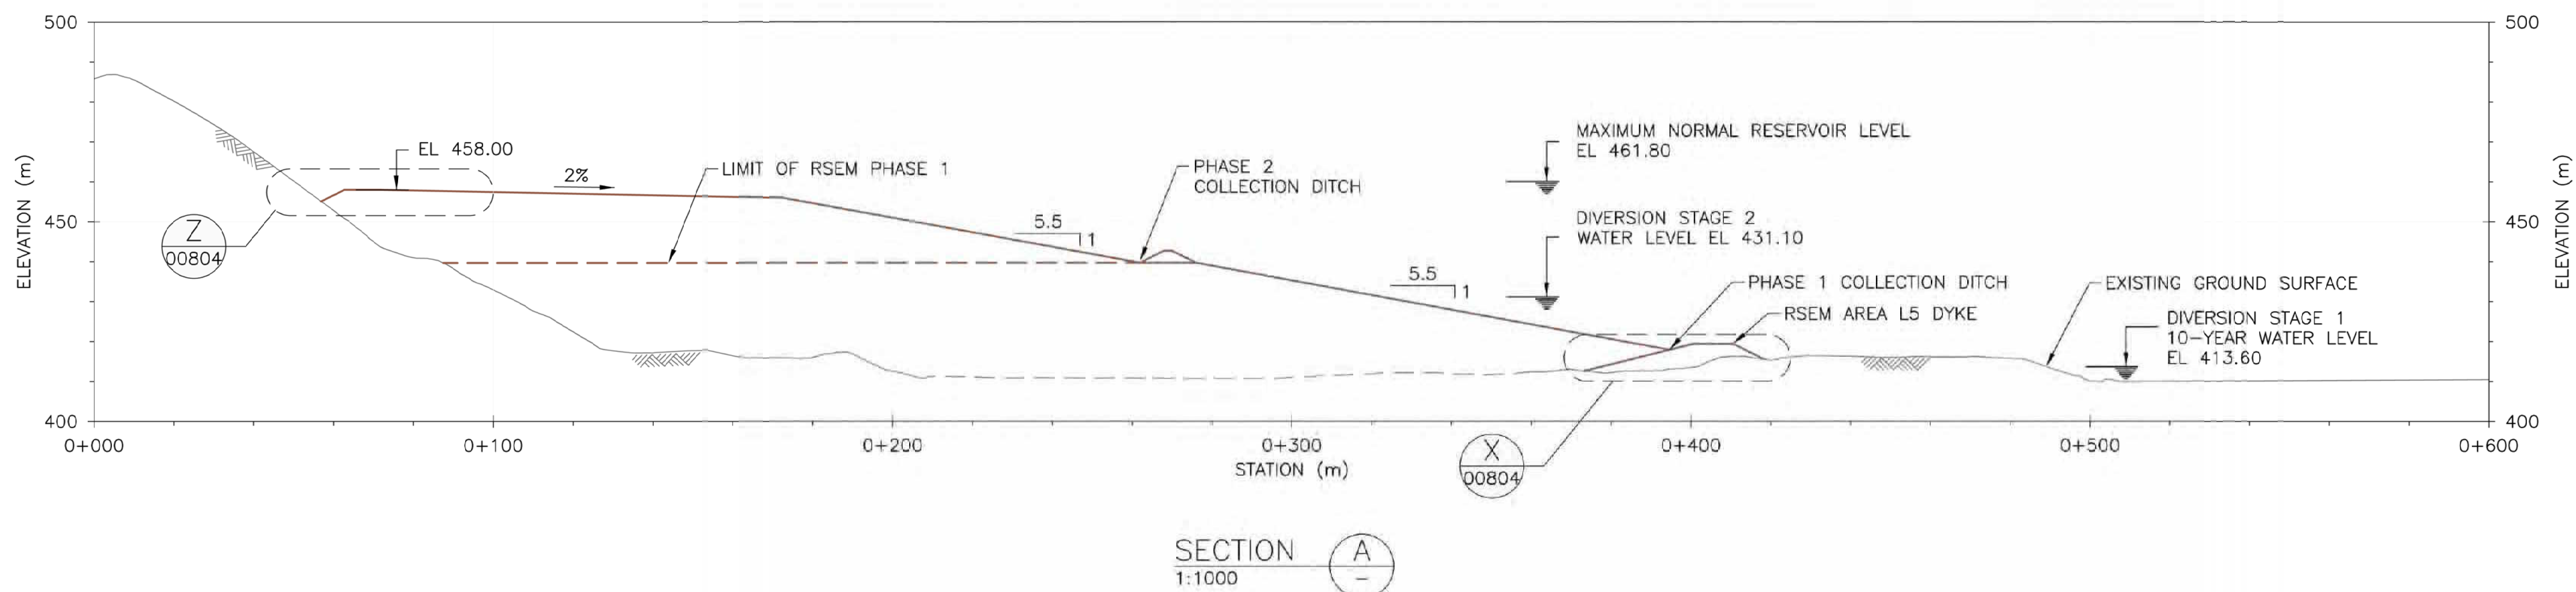 500
500
MAXIMUM NORMAL RESERVOIR LEVEL
EL 461.80
EL 458.00
LIMIT OF RSEM PHASE 1
PHASE 2
COLLECTION DITCH
2%
ELEVATION (m)
ELEVATION (m)
450
450
Z
00804
5.5
1
DIVERSION STAGE 2
WATER LEVEL EL 431.10
5.5
1
PHASE 1 COLLECTION DITCH
RSEM AREA L5 DYKE
EXISTING GROUND SURFACE
DIVERSION STAGE 1
10-YEAR WATER LEVEL
EL 413.60
400
400
0+000
0+100
0+200
0+300
0+400
0+500
0+600
STATION (m)
X
00804
SECTION
1:1000
A
–